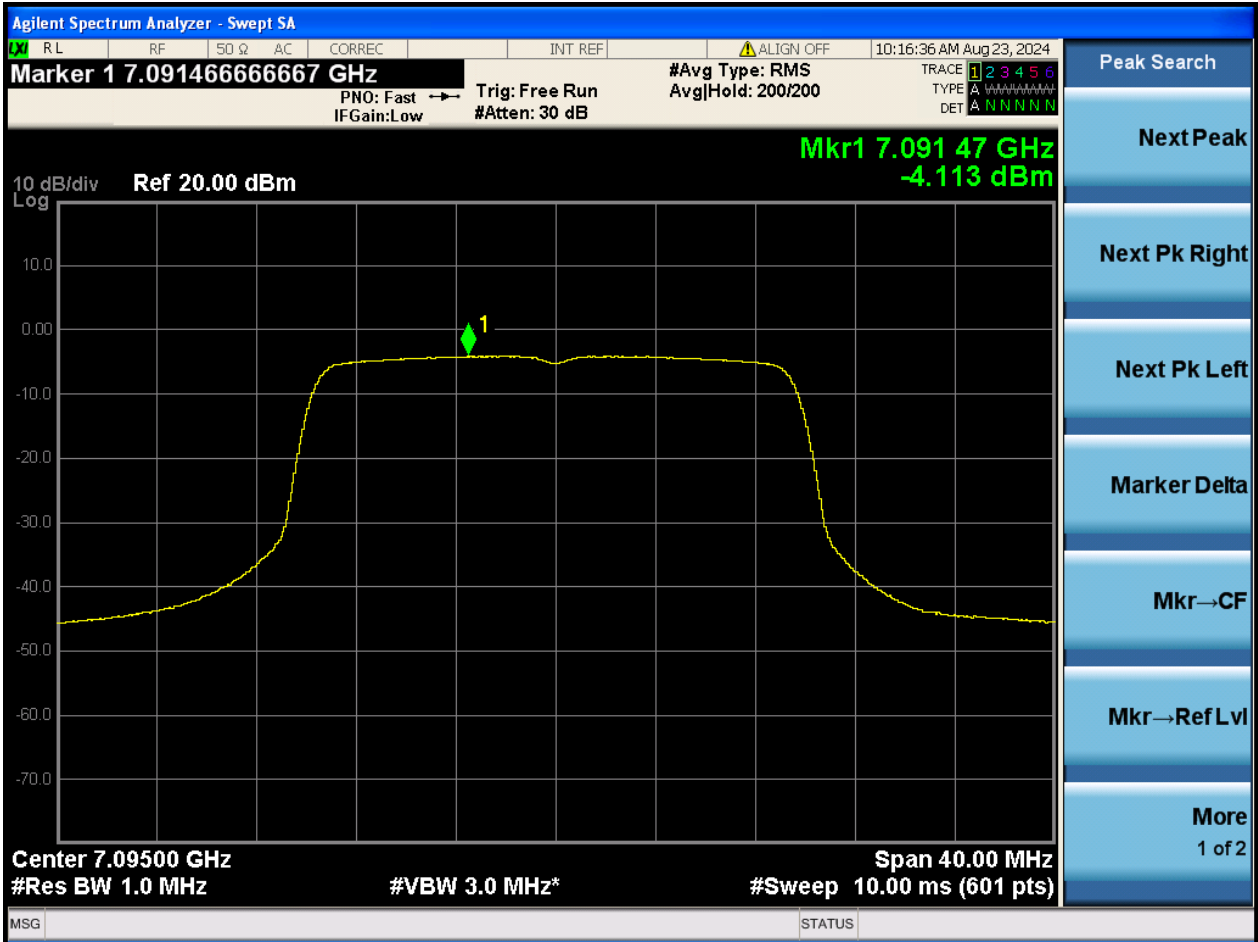 Agilent Spectrum Analyzer - Swept SA
LXI RL RF 50 Ω AC CORREC INT REF ALIGN OFF 10:16:36 AM Aug 23, 2024
Marker 1 7.091466666667 GHz
PNO: Fast
IFGain:Low
Trig: Free Run
#Atten: 30 dB
#Avg Type: RMS
Avg|Hold: 200/200
TRACE 1 2 3 4 5 6
TYPE A WWWWW
DET A N N N N N
Mkr1 7.091 47 GHz
-4.113 dBm
10 dB/div Ref 20.00 dBm
Log
10.0
0.00
-10.0
-20.0
-30.0
-40.0
-50.0
-60.0
-70.0
1
Center 7.09500 GHz Span 40.00 MHz
#Res BW 1.0 MHz #VBW 3.0 MHz* #Sweep 10.00 ms (601 pts)
MSG STATUS
Peak Search
Next Peak
Next Pk Right
Next Pk Left
Marker Delta
Mkr→CF
Mkr→Ref Lvl
More
1 of 2